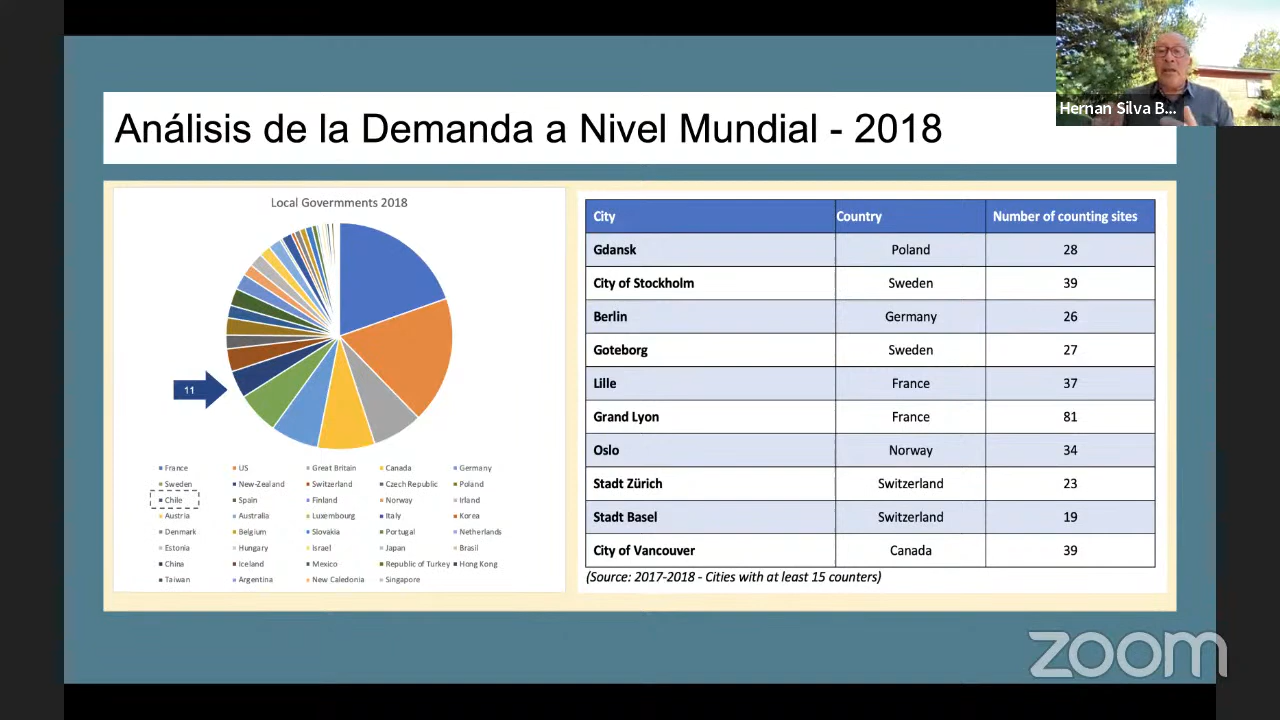 Hernan Silva B...
Análisis de la Demanda a Nivel Mundial - 2018
Local Governmments 2018
11
France US Great Britain Canada Germany
Sweden New-Zealand Switzerland Czech Republic Poland
Chile Spain Finland Norway Irland
Austria Australia Luxembourg Italy Korea
Denmark Belgium Slovakia Portugal Netherlands
Estonia Hungary Israel Japan Brasil
China Iceland Mexico Republic of Turkey Hong Kong
Taiwan Argentina New Caledonia Singapore
City Country Number of counting sites
Gdansk Poland 28
City of Stockholm Sweden 39
Berlin Germany 26
Goteborg Sweden 27
Lille France 37
Grand Lyon France 81
Oslo Norway 34
Stadt Zürich Switzerland 23
Stadt Basel Switzerland 19
City of Vancouver Canada 39
(Source: 2017-2018 - Cities with at least 15 counters)
zoom